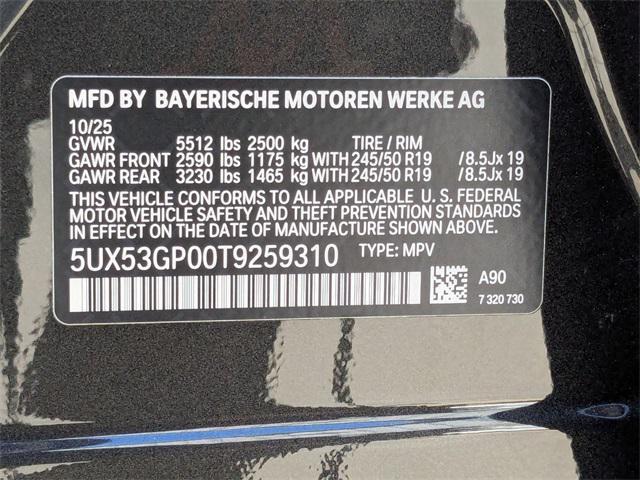 MFD BY BAYERISCHE MOTOREN WERKE AG
10/25
GVWR 5512 lbs 2500 kg TIRE / RIM
GAWR FRONT 2590 lbs 1175 kg WITH 245/50 R19 /8.5Jx 19
GAWR REAR 3230 lbs 1465 kg WITH 245/50 R19 /8.5Jx 19
THIS VEHICLE CONFORMS TO ALL APPLICABLE U. S. FEDERAL
MOTOR VEHICLE SAFETY AND THEFT PREVENTION STANDARDS
IN EFFECT ON THE DATE OF MANUFACTURE SHOWN ABOVE.
5UX53GP00T9259310 TYPE: MPV
A90
7 320 730